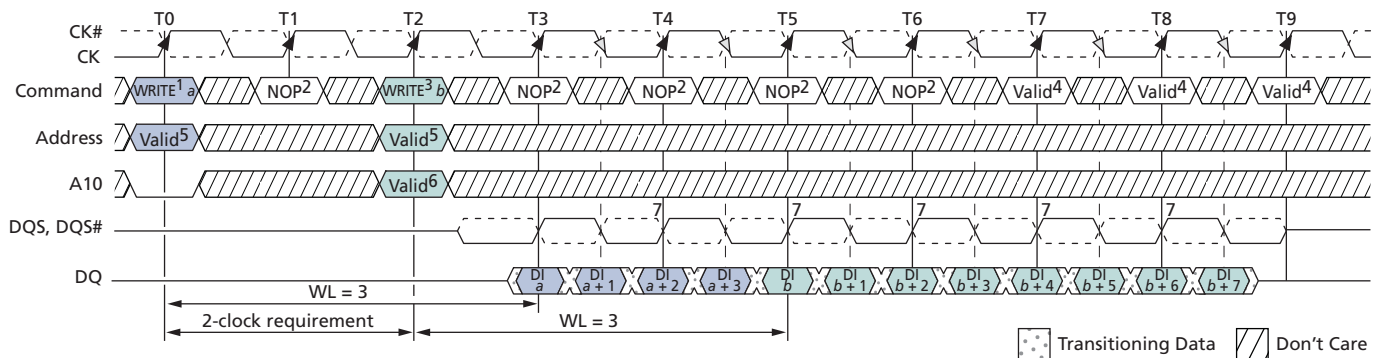 T0 T1 T2 T3 T4 T5 T6 T7 T8 T9
CK#
CK
Command WRITE1 a NOP2 WRITE3 b NOP2 NOP2 NOP2 NOP2 Valid4 Valid4 Valid4
Address Valid5 Valid5
A10 Valid6
7 7 7 7 7
DQS, DQS#
DQ DI a DI a + 1 DI a + 2 DI a + 3 DI b DI b + 1 DI b + 2 DI b + 3 DI b + 4 DI b + 5 DI b + 6 DI b + 7
WL = 3
2-clock requirement WL = 3
Transitioning Data Don't Care